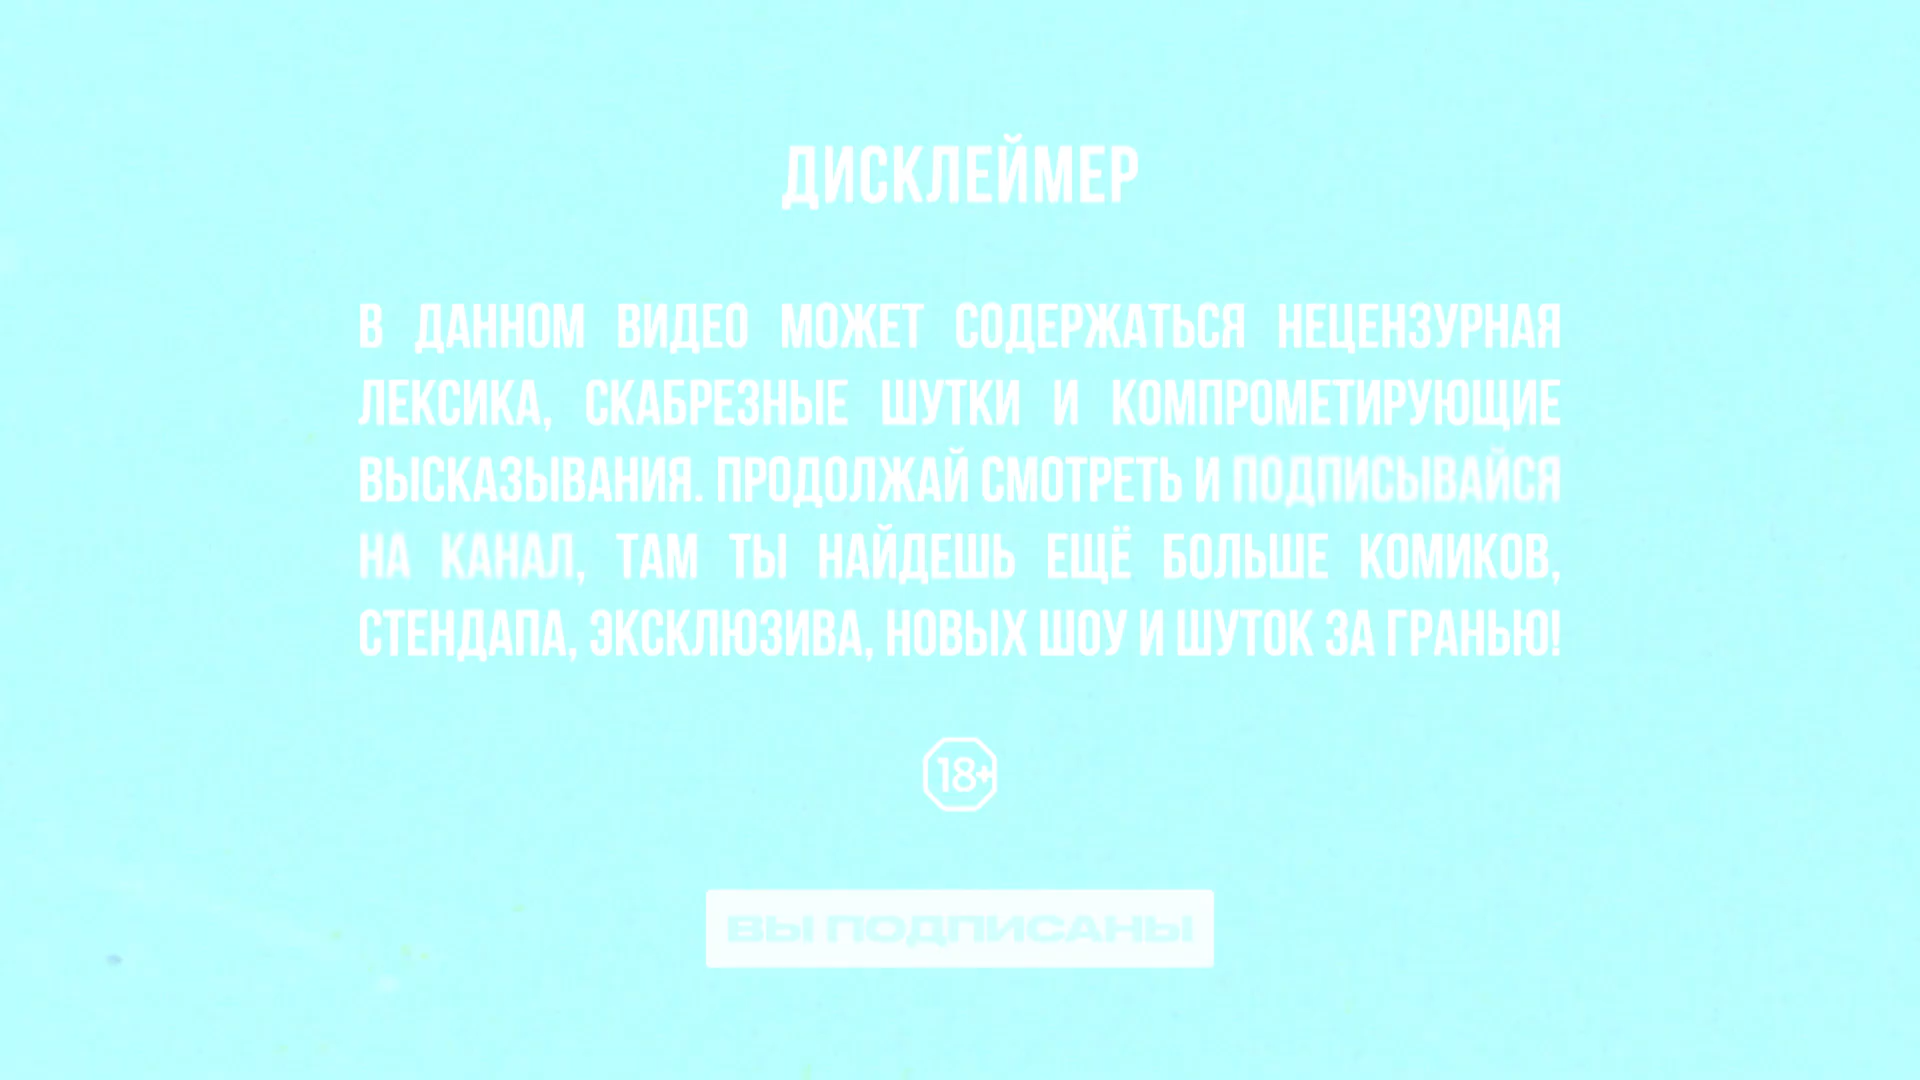 ДИСКЛЕЙМЕР
В ДАННОМ ВИДЕО МОЖЕТ СОДЕРЖАТЬСЯ НЕЦЕНЗУРНАЯ
ЛЕКСИКА, СКАБРЕЗНЫЕ ШУТКИ И КОМПРОМЕТИРУЮЩИЕ
ВЫСКАЗЫВАНИЯ. ПРОДОЛЖАЙ СМОТРЕТЬ И ПОДПИСЫВАЙСЯ
НА КАНАЛ, ТАМ ТЫ НАЙДЕШЬ ЕЩЁ БОЛЬШЕ КОМИКОВ,
СТЕНДАПА, ЭКСКЛЮЗИВА, НОВЫХ ШОУ И ШУТОК ЗА ГРАНЬЮ!
18+
ВЫ ПОДПИСАНЫ